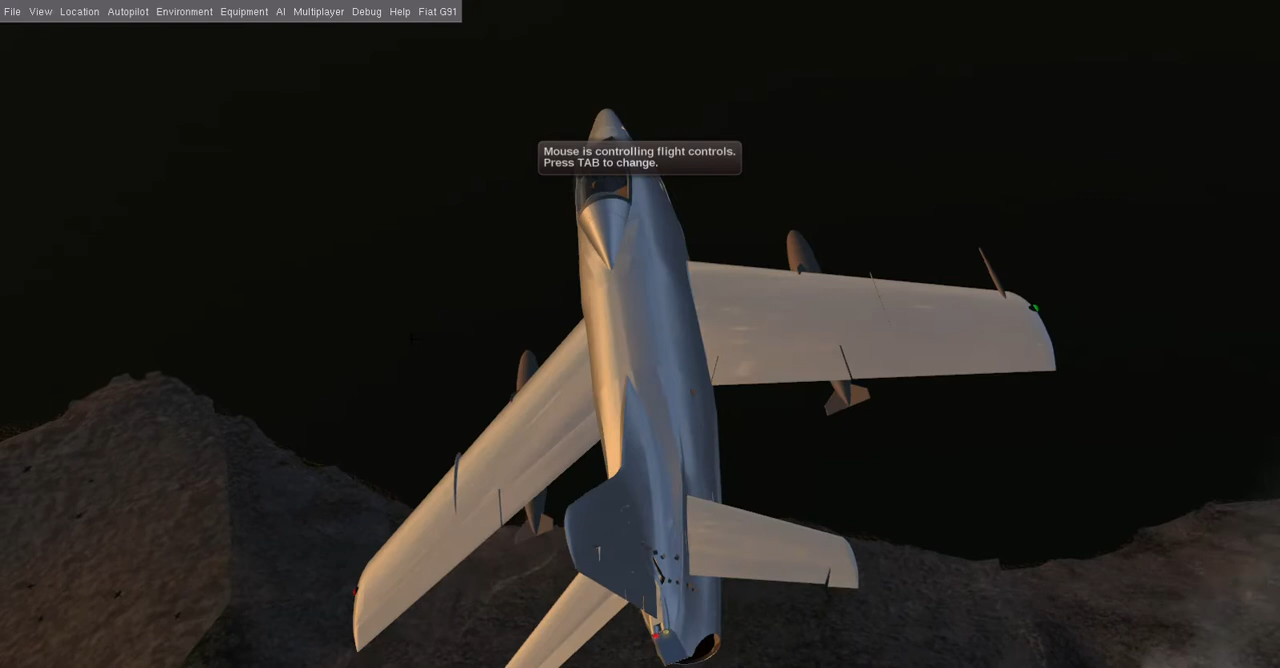 File View Location Autopilot Environment Equipment AI Multiplayer Debug Help Fiat G91
Mouse is controlling flight controls.
Press TAB to change.